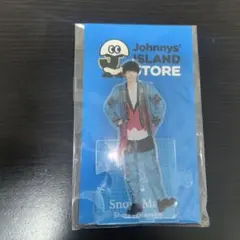 Johnnys'
ISLAND
STORE
Snow Man